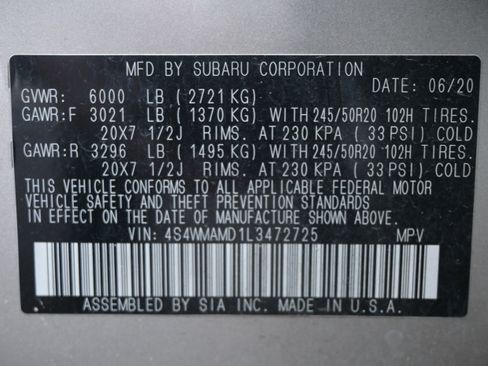 MFD BY SUBARU CORPORATION
DATE: 06/20
GVWR: 6000 LB ( 2721 KG)
GAWR:F 3021 LB ( 1370 KG) WITH 245/50R20 102H TIRES.
20X7 1/2J RIMS. AT 230 KPA ( 33 PSI) COLD
GAWR:R 3296 LB ( 1495 KG) WITH 245/50R20 102H TIRES.
20X7 1/2J RIMS. AT 230 KPA ( 33 PSI) COLD
THIS VEHICLE CONFORMS TO ALL APPLICABLE FEDERAL MOTOR
VEHICLE SAFETY AND THEFT PREVENTION STANDARDS
IN EFFECT ON THE DATE OF MANUFACTURE SHOWN ABOVE.
VIN: 4S4WMAMD1L3472725 MPV
ASSEMBLED BY SIA INC. MADE IN U.S.A.